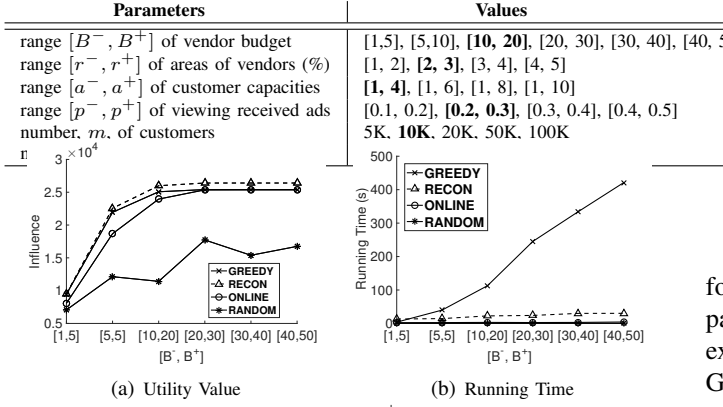 Parameters Values
range [B⁻, B⁺] of vendor budget [1,5], [5,10], [10, 20], [20, 30], [30, 40], [40, 5
range [r⁻, r⁺] of areas of vendors (%) [1, 2], [2, 3], [3, 4], [4, 5]
range [a⁻, a⁺] of customer capacities [1, 4], [1, 6], [1, 8], [1, 10]
range [p⁻, p⁺] of viewing received ads [0.1, 0.2], [0.2, 0.3], [0.3, 0.4], [0.4, 0.5]
number, m, of customers 5K, 10K, 20K, 50K, 100K
×10⁴
3
2.5
2
1.5
1
0.5
Influence
GREEDY
RECON
ONLINE
RANDOM
[1,5] [5,5] [10,20] [20,30] [30,40] [40,50]
[B⁻, B⁺]
(a) Utility Value
500
400
300
200
100
0
Running Time (s)
GREEDY
RECON
ONLINE
RANDOM
[1,5] [5,5] [10,20] [20,30] [30,40] [40,50]
[B⁻, B⁺]
(b) Running Time
fo
pa
ex
G